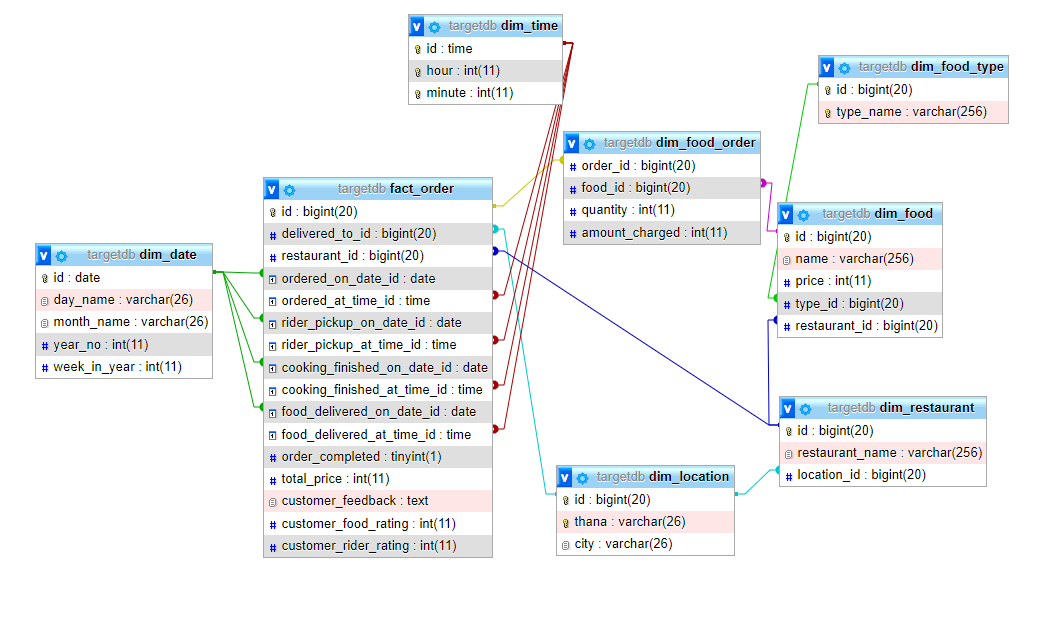 v targetdb dim_time
id : time
hour : int(11)
minute : int(11)
v targetdb dim_food_type
id : bigint(20)
type_name : varchar(256)
v targetdb dim_food_order
# order_id : bigint(20)
# food_id : bigint(20)
# quantity : int(11)
# amount_charged : int(11)
v targetdb fact_order
id : bigint(20)
# delivered_to_id : bigint(20)
# restaurant_id : bigint(20)
ordered_on_date_id : date
ordered_at_time_id : time
rider_pickup_on_date_id : date
rider_pickup_at_time_id : time
cooking_finished_on_date_id : date
cooking_finished_at_time_id : time
food_delivered_on_date_id : date
food_delivered_at_time_id : time
# order_completed : tinyint(1)
# total_price : int(11)
customer_feedback : text
# customer_food_rating : int(11)
# customer_rider_rating : int(11)
v targetdb dim_food
id : bigint(20)
name : varchar(256)
# price : int(11)
# type_id : bigint(20)
# restaurant_id : bigint(20)
v targetdb dim_date
id : date
day_name : varchar(26)
month_name : varchar(26)
# year_no : int(11)
# week_in_year : int(11)
v targetdb dim_restaurant
id : bigint(20)
restaurant_name : varchar(256)
# location_id : bigint(20)
v targetdb dim_location
id : bigint(20)
thana : varchar(26)
city : varchar(26)